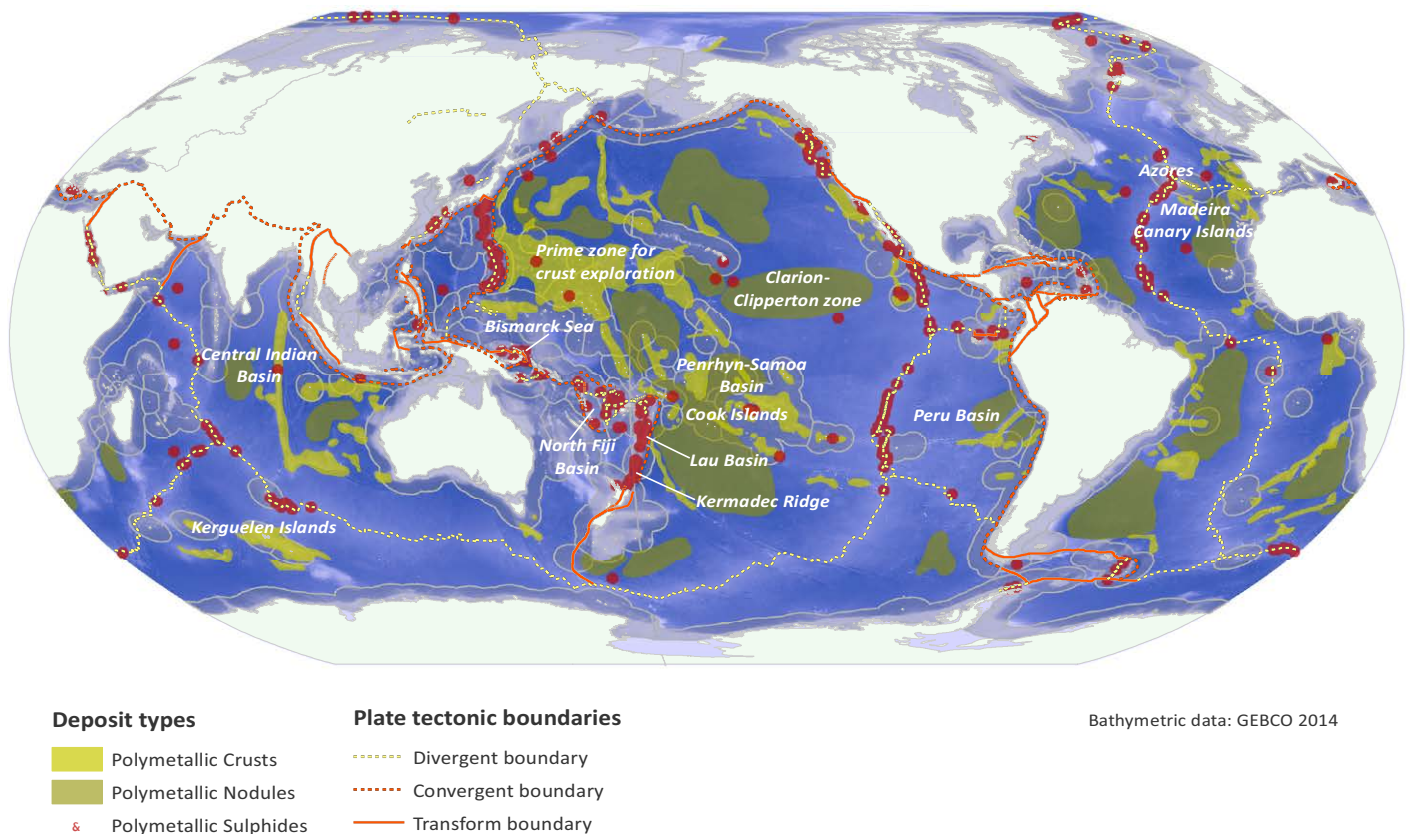 Azores
Madeira
Canary Islands
Prime zone for
crust exploration
Clarion-
Clipperton zone
Bismarck Sea
Central Indian
Basin
Penrhyn-Samoa
Basin
Cook Islands
Peru Basin
North Fiji
Basin
Lau Basin
Kermadec Ridge
Kerguelen Islands
Deposit types
Polymetallic Crusts
Polymetallic Nodules
& Polymetallic Sulphides
Plate tectonic boundaries
Divergent boundary
Convergent boundary
Transform boundary
Bathymetric data: GEBCO 2014